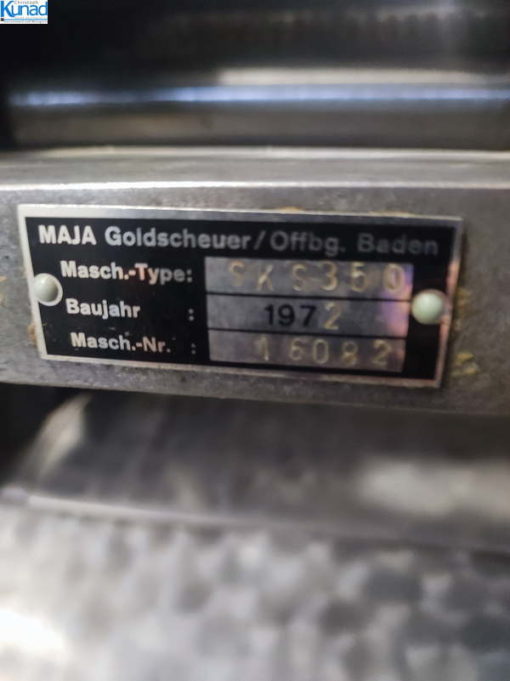 Kunad
MAJA Goldscheuer/Offbg. Baden
Masch.-Type: SKS350
Baujahr : 1972
Masch.-Nr. : 16082